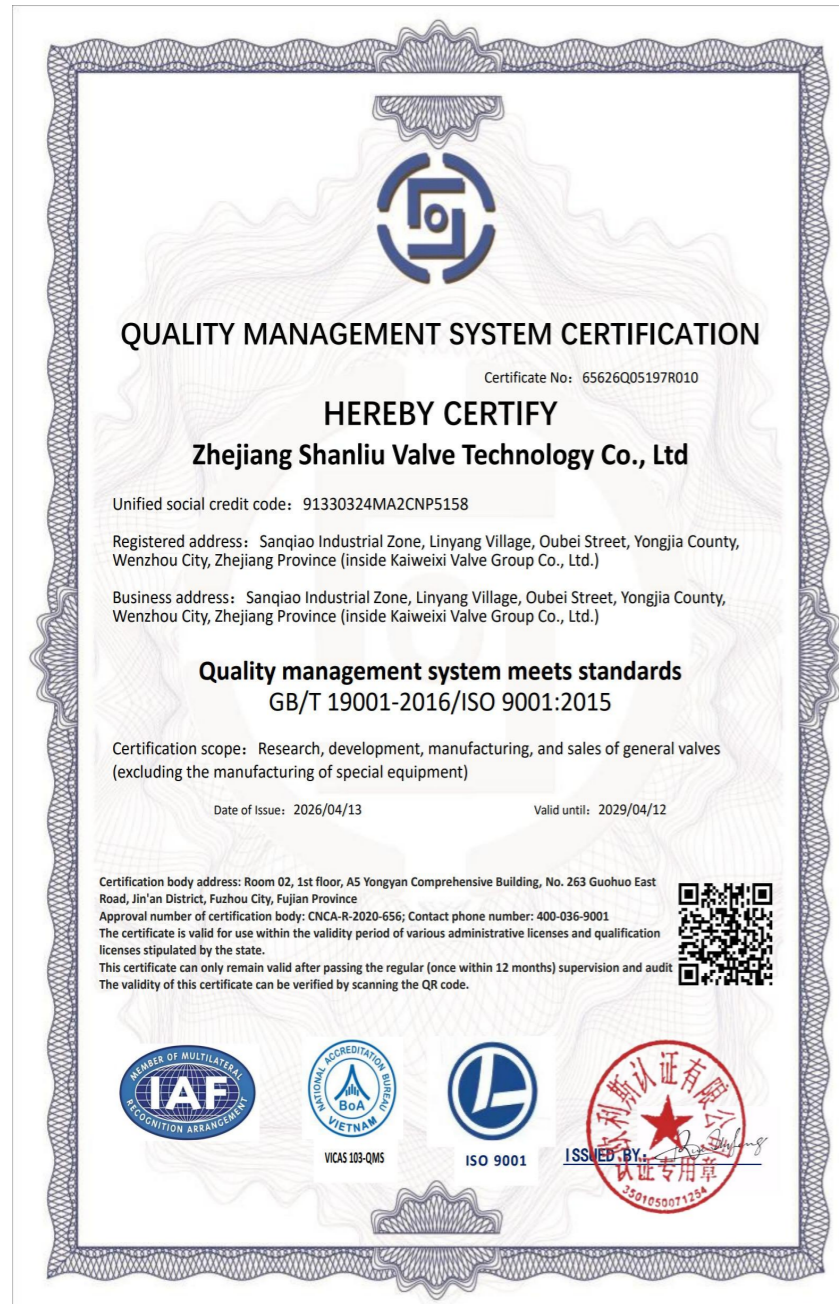 QUALITY MANAGEMENT SYSTEM CERTIFICATION
Certificate No：65626Q05197R010
HEREBY CERTIFY
Zhejiang Shanliu Valve Technology Co., Ltd
Unified social credit code：91330324MA2CNP5158
Registered address：Sanqiao Industrial Zone, Linyang Village, Oubei Street, Yongjia County,
Wenzhou City, Zhejiang Province (inside Kaiweixi Valve Group Co., Ltd.)
Business address：Sanqiao Industrial Zone, Linyang Village, Oubei Street, Yongjia County,
Wenzhou City, Zhejiang Province (inside Kaiweixi Valve Group Co., Ltd.)
Quality management system meets standards
GB/T 19001-2016/ISO 9001:2015
Certification scope：Research, development, manufacturing, and sales of general valves
(excluding the manufacturing of special equipment)
Date of Issue：2026/04/13
Valid until：2029/04/12
Certification body address: Room 02, 1st floor, A5 Yongyan Comprehensive Building, No. 263 Guohuo East
Road, Jin'an District, Fuzhou City, Fujian Province
Approval number of certification body: CNCA-R-2020-656; Contact phone number: 400-036-9001
The certificate is valid for use within the validity period of various administrative licenses and qualification
licenses stipulated by the state.
This certificate can only remain valid after passing the regular (once within 12 months) supervision and audit
The validity of this certificate can be verified by scanning the QR code.
MEMBER OF MULTILATERAL
IAF
RECOGNITION ARRANGEMENT
NATIONAL ACCREDITATION BUREAU
BoA
VIETNAM
VICAS 103-QMS
ISO 9001
利斯认证有限公司
ISSUED BY:
认证专用章
3501050071254